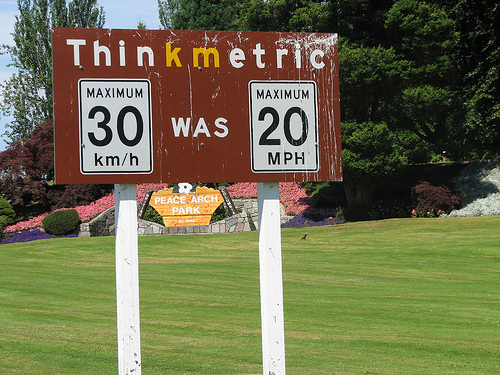 Thinkmetric
MAXIMUM
30
km/h
WAS
MAXIMUM
20
MPH
PEACE ARCH
PARK